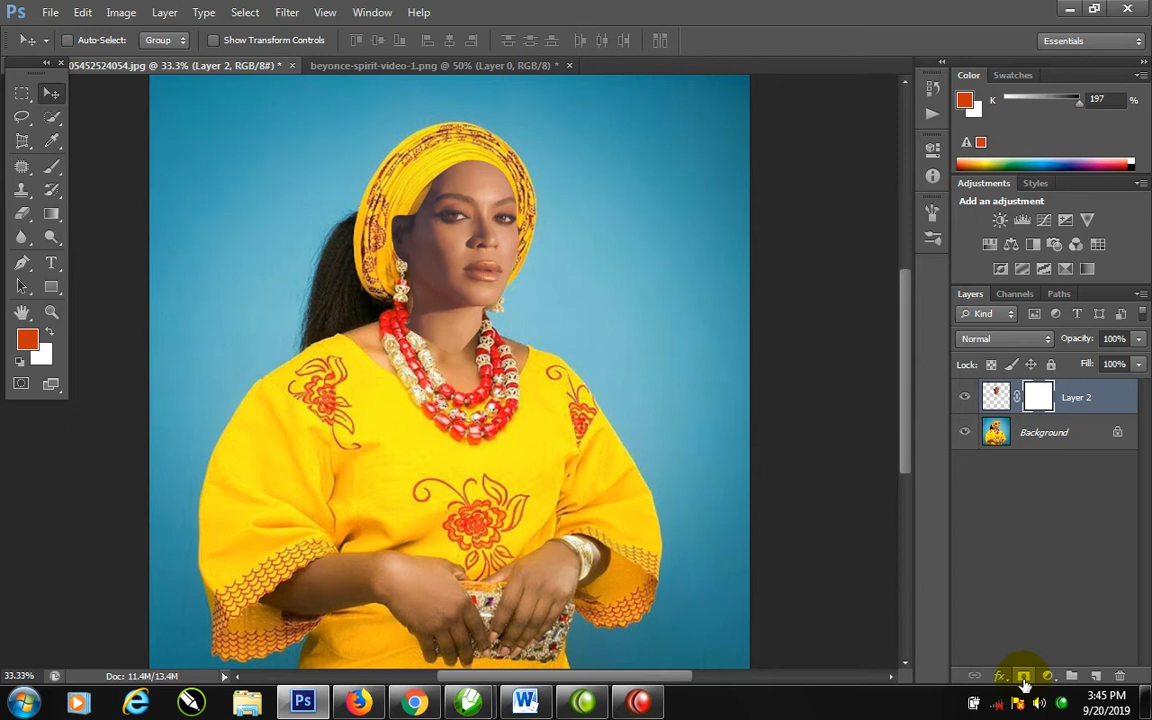 Ps File Edit Image Layer Type Select Filter View Window Help
Auto-Select: Group Show Transform Controls Essentials
05452524054.jpg @ 33.3% (Layer 2, RGB/8#) * × beyonce-spirit-video-1.png @ 50% (Layer 0, RGB/8) * ×
Color Swatches
K 197 %
Adjustments Styles
Add an adjustment
Layers Channels Paths
Kind
Normal Opacity: 100%
Lock: Fill: 100%
Layer 2
Background
fx
33.33% Doc: 11.4M/13.4M
Ps W
3:45 PM
9/20/2019